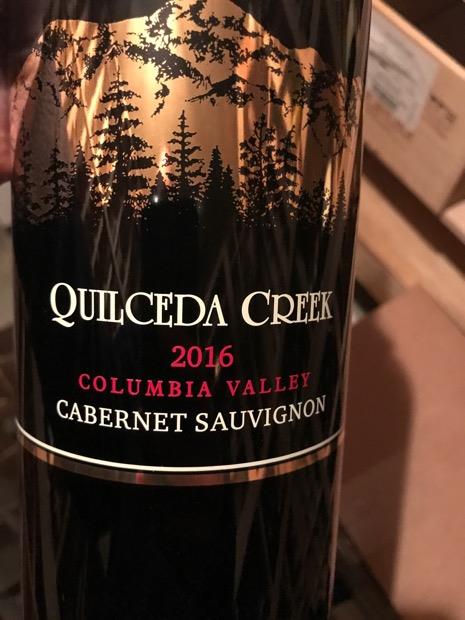 QUILCEDA CREEK
2016
COLUMBIA VALLEY
CABERNET SAUVIGNON